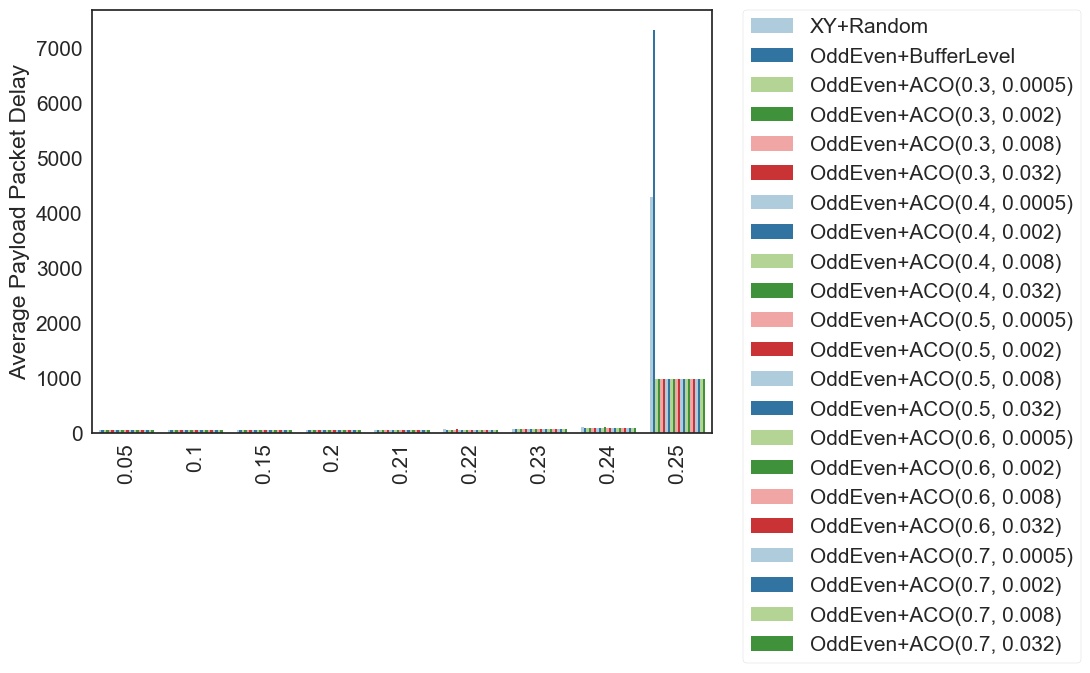 Average Payload Packet Delay
7000
6000
5000
4000
3000
2000
1000
0
0.05
0.1
0.15
0.2
0.21
0.22
0.23
0.24
0.25
XY+Random
OddEven+BufferLevel
OddEven+ACO(0.3, 0.0005)
OddEven+ACO(0.3, 0.002)
OddEven+ACO(0.3, 0.008)
OddEven+ACO(0.3, 0.032)
OddEven+ACO(0.4, 0.0005)
OddEven+ACO(0.4, 0.002)
OddEven+ACO(0.4, 0.008)
OddEven+ACO(0.4, 0.032)
OddEven+ACO(0.5, 0.0005)
OddEven+ACO(0.5, 0.002)
OddEven+ACO(0.5, 0.008)
OddEven+ACO(0.5, 0.032)
OddEven+ACO(0.6, 0.0005)
OddEven+ACO(0.6, 0.002)
OddEven+ACO(0.6, 0.008)
OddEven+ACO(0.6, 0.032)
OddEven+ACO(0.7, 0.0005)
OddEven+ACO(0.7, 0.002)
OddEven+ACO(0.7, 0.008)
OddEven+ACO(0.7, 0.032)